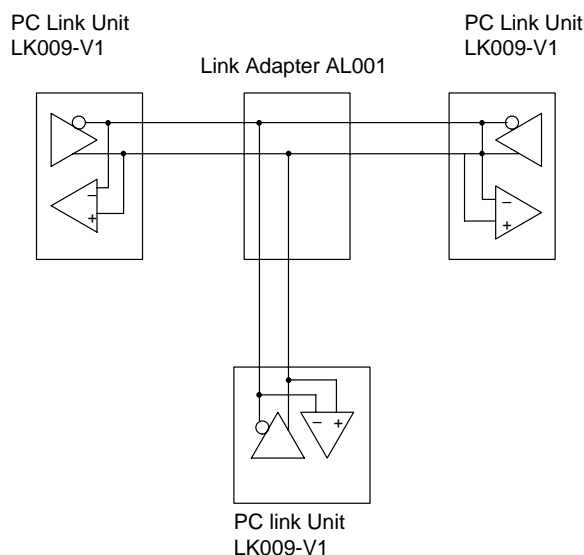 PC Link Unit
LK009-V1
PC Link Unit
LK009-V1
Link Adapter AL001
−
+
−
+
− +
PC link Unit
LK009-V1